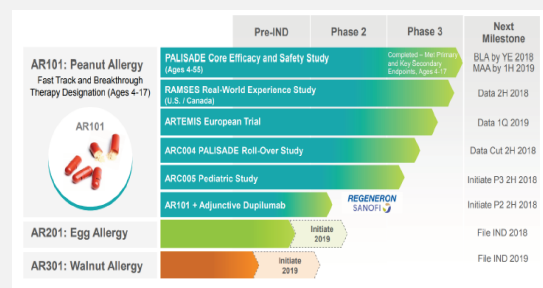 Pre-IND
Phase 2
Phase 3
Next
Milestone
AR101: Peanut Allergy
Fast Track and Breakthrough
Therapy Designation (Ages 4-17)
AR101
PALISADE Core Efficacy and Safety Study
(Ages 4-55)
Completed – Met Primary
and Key Secondary
Endpoints, Ages 4-17
BLA by YE 2018
MAA by 1H 2019
RAMSES Real-World Experience Study
(U.S. / Canada)
Data 2H 2018
ARTEMIS European Trial
Data 1Q 2019
ARC004 PALISADE Roll-Over Study
Data Cut 2H 2018
ARC005 Pediatric Study
Initiate P3 2H 2018
AR101 + Adjunctive Dupilumab
REGENERON
SANOFI
Initiate P2 2H 2018
AR201: Egg Allergy
Initiate
2019
File IND 2018
AR301: Walnut Allergy
Initiate
2019
File IND 2019